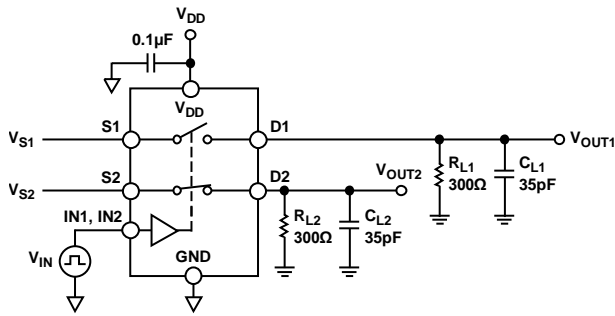 VDD
0.1µF
VDD
VS1
S1
D1
VOUT1
RL1
300Ω
CL1
35pF
VS2
S2
D2
VOUT2
IN1, IN2
RL2
300Ω
CL2
35pF
VIN
GND